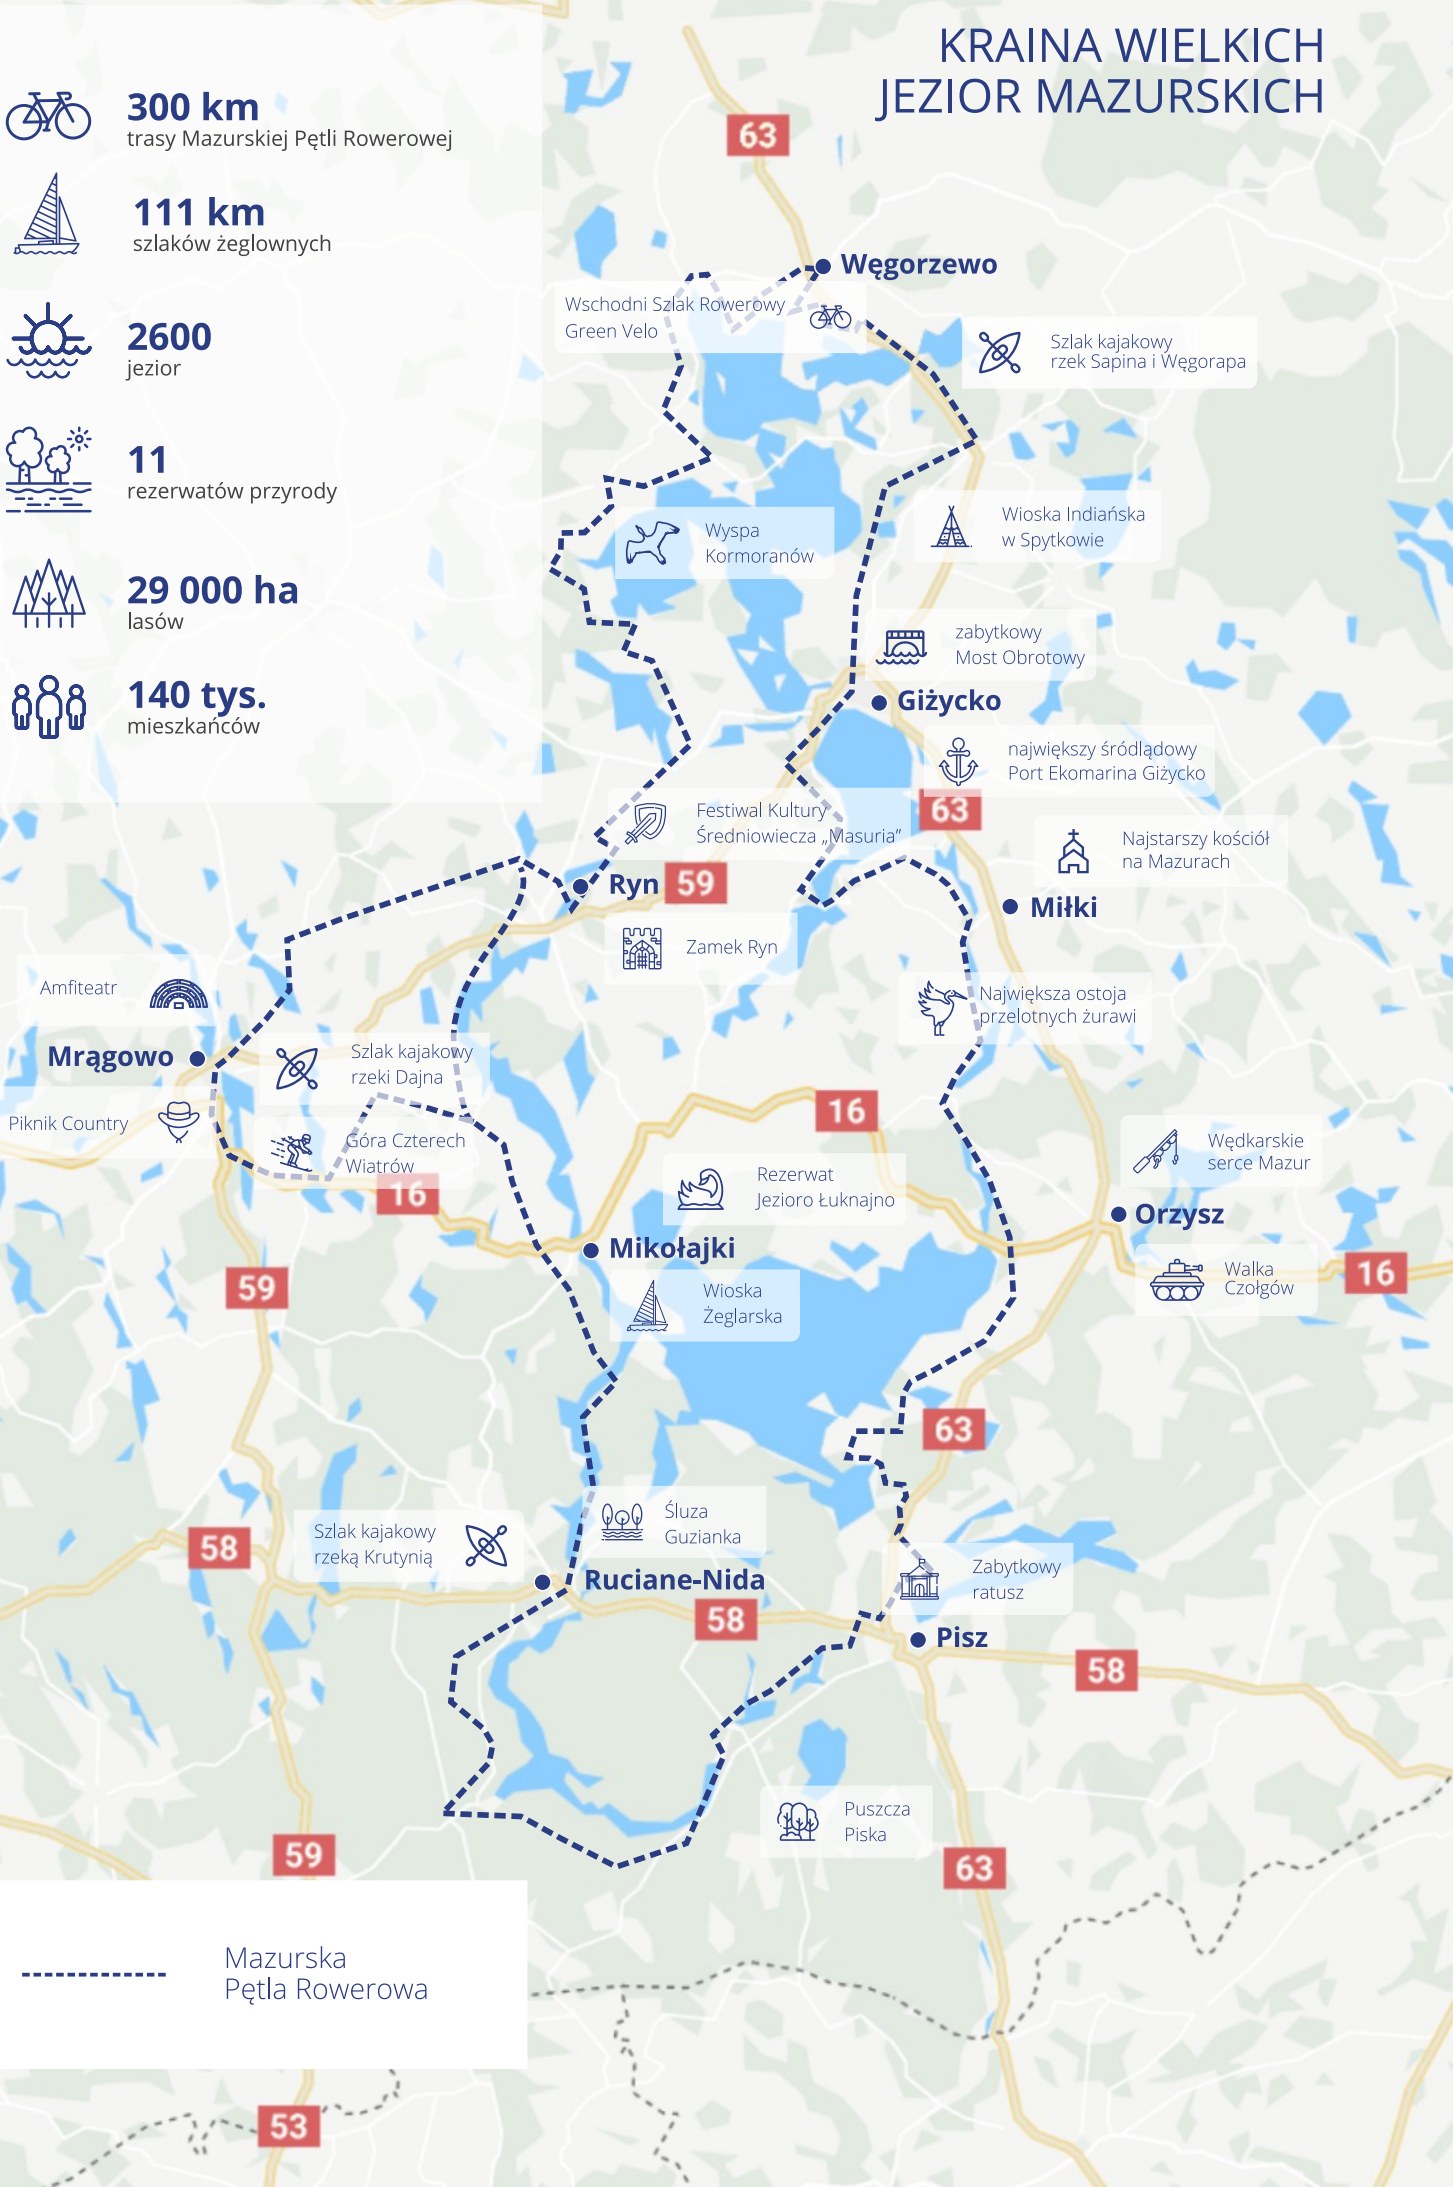 KRAINA WIELKICH
JEZIOR MAZURSKICH
300 km
trasy Mazurskiej Pętli Rowerowej
111 km
szlaków żeglownych
2600
jezior
11
rezerwatów przyrody
29 000 ha
lasów
140 tys.
mieszkańców
63
Węgorzewo
Wschodni Szlak Rowerowy
Green Velo
Szlak kajakowy
rzek Sapina i Węgorapa
Wioska Indiańska
w Spytkowie
Wyspa
Kormoranów
zabytkowy
Most Obrotowy
Giżycko
największy śródlądowy
Port Ekomarina Giżycko
63
Festiwal Kultury
Średniowiecza „Masuria”
Najstarszy kościół
na Mazurach
Ryn
59
Miłki
Zamek Ryn
Amfiteatr
Największa ostoja
przelotnych żurawi
Mrągowo
Szlak kajakowy
rzeki Dajna
Piknik Country
16
Góra Czterech
Wiatrów
16
Wędkarskie
serce Mazur
Rezerwat
Jezioro Łuknajno
Orzysz
Mikołajki
59
Walka
Czołgów
16
Wioska
Żeglarska
63
Śluza
Guzianka
Szlak kajakowy
rzeką Krutynią
58
Ruciane-Nida
Zabytkowy
ratusz
58
Pisz
58
Puszcza
Piska
59
63
Mazurska
Pętla Rowerowa
53